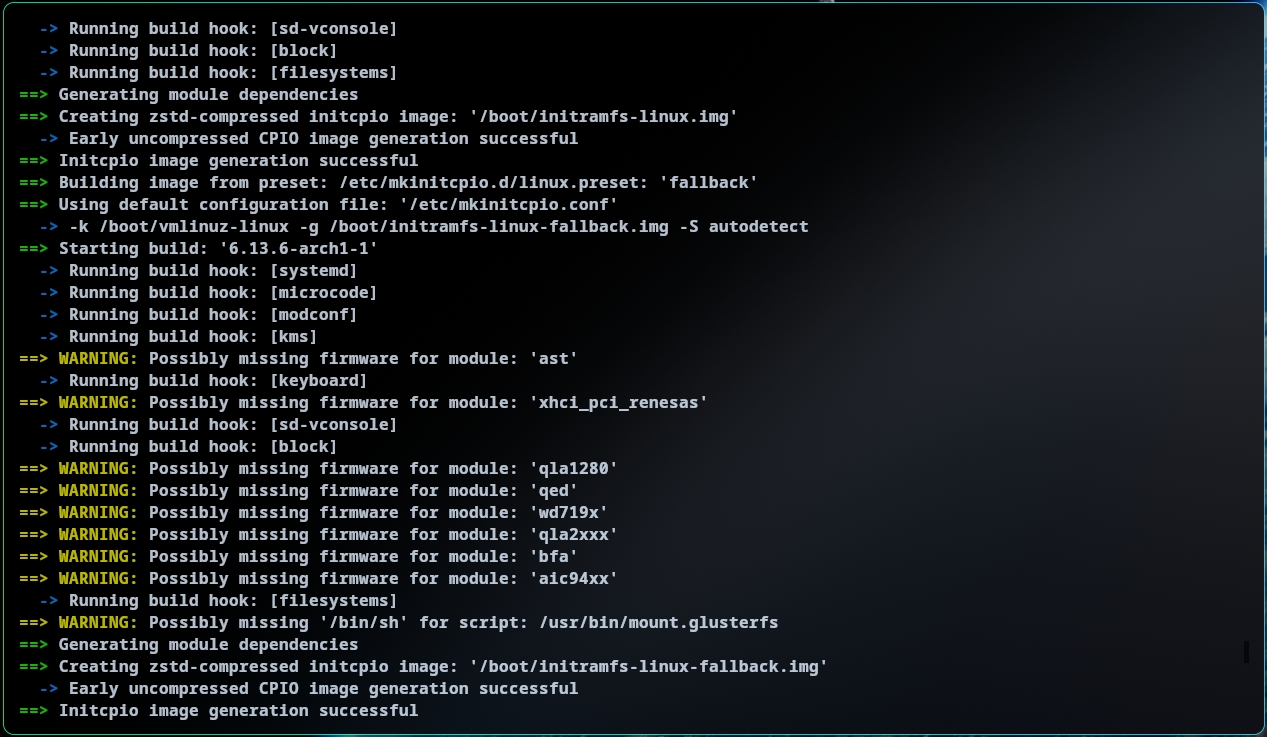 -> Running build hook: [sd-vconsole]
-> Running build hook: [block]
-> Running build hook: [filesystems]
==> Generating module dependencies
==> Creating zstd-compressed initcpio image: '/boot/initramfs-linux.img'
-> Early uncompressed CPIO image generation successful
==> Initcpio image generation successful
==> Building image from preset: /etc/mkinitcpio.d/linux.preset: 'fallback'
==> Using default configuration file: '/etc/mkinitcpio.conf'
-> -k /boot/vmlinuz-linux -g /boot/initramfs-linux-fallback.img -S autodetect
==> Starting build: '6.13.6-arch1-1'
-> Running build hook: [systemd]
-> Running build hook: [microcode]
-> Running build hook: [modconf]
-> Running build hook: [kms]
==> WARNING: Possibly missing firmware for module: 'ast'
-> Running build hook: [keyboard]
==> WARNING: Possibly missing firmware for module: 'xhci_pci_renesas'
-> Running build hook: [sd-vconsole]
-> Running build hook: [block]
==> WARNING: Possibly missing firmware for module: 'qla1280'
==> WARNING: Possibly missing firmware for module: 'qed'
==> WARNING: Possibly missing firmware for module: 'wd719x'
==> WARNING: Possibly missing firmware for module: 'qla2xxx'
==> WARNING: Possibly missing firmware for module: 'bfa'
==> WARNING: Possibly missing firmware for module: 'aic94xx'
-> Running build hook: [filesystems]
==> WARNING: Possibly missing '/bin/sh' for script: /usr/bin/mount.glusterfs
==> Generating module dependencies
==> Creating zstd-compressed initcpio image: '/boot/initramfs-linux-fallback.img'
-> Early uncompressed CPIO image generation successful
==> Initcpio image generation successful